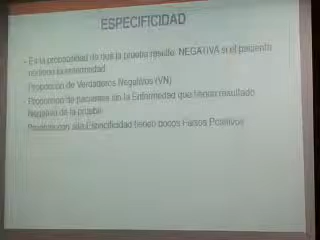 ESPECIFICIDAD
- Es la probabilidad de que la prueba resulte NEGATIVA si el paciente
no tiene la enfermedad
Proporción de Verdaderos Negativos (VN)
Proporción de pacientes sin la Enfermedad que tienen resultado
negativo de la prueba
Pruebas con alta Especificidad tienen pocos Falsos Positivos